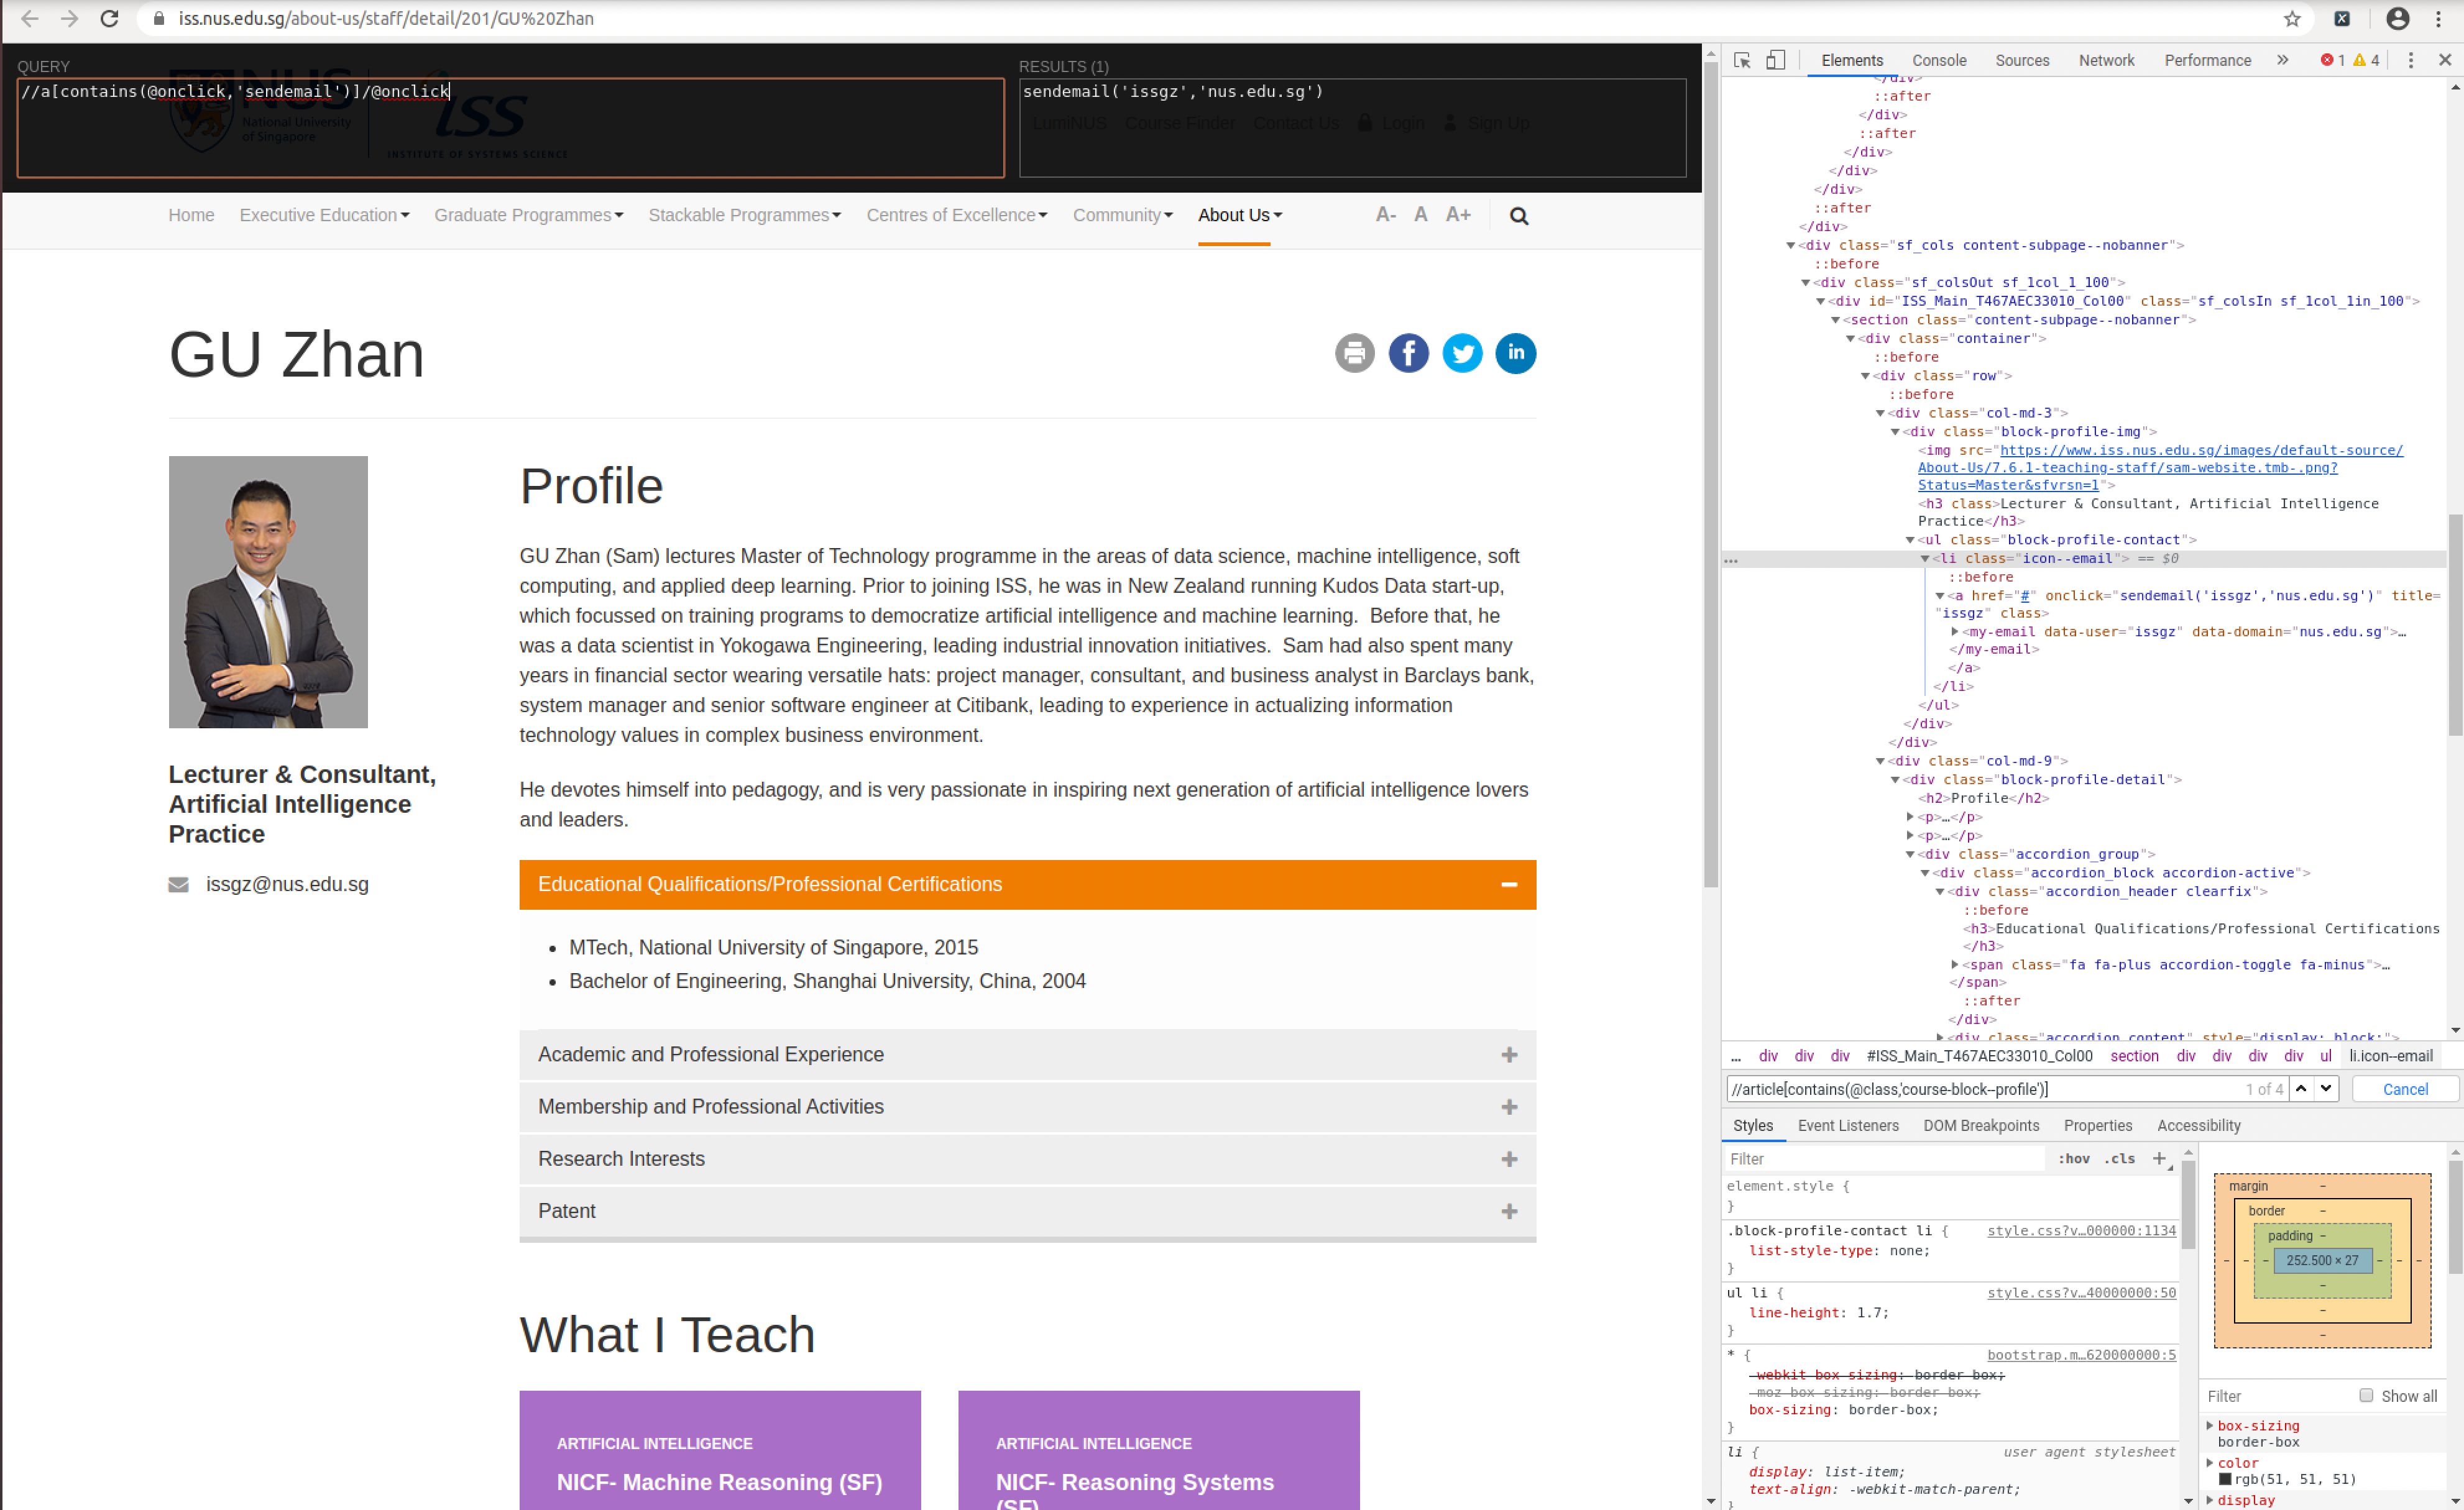 iss.nus.edu.sg/about-us/staff/detail/201/GU%20Zhan
QUERY
//a[contains(@onclick,'sendemail')]/@onclick
RESULTS (1)
sendemail('issgz','nus.edu.sg')
NUS
National University
of Singapore
iss
INSTITUTE OF SYSTEMS SCIENCE
LumiNUS Course Finder Contact Us Login Sign Up
Home Executive Education Graduate Programmes Stackable Programmes Centres of Excellence Community About Us A- A A+
GU Zhan
Lecturer & Consultant,
Artificial Intelligence
Practice
issgz@nus.edu.sg
Profile
GU Zhan (Sam) lectures Master of Technology programme in the areas of data science, machine intelligence, soft
computing, and applied deep learning. Prior to joining ISS, he was in New Zealand running Kudos Data start-up,
which focussed on training programs to democratize artificial intelligence and machine learning.  Before that, he
was a data scientist in Yokogawa Engineering, leading industrial innovation initiatives.  Sam had also spent many
years in financial sector wearing versatile hats: project manager, consultant, and business analyst in Barclays bank,
system manager and senior software engineer at Citibank, leading to experience in actualizing information
technology values in complex business environment.
He devotes himself into pedagogy, and is very passionate in inspiring next generation of artificial intelligence lovers
and leaders.
Educational Qualifications/Professional Certifications
• MTech, National University of Singapore, 2015
• Bachelor of Engineering, Shanghai University, China, 2004
Academic and Professional Experience
Membership and Professional Activities
Research Interests
Patent
What I Teach
ARTIFICIAL INTELLIGENCE
NICF- Machine Reasoning (SF)
ARTIFICIAL INTELLIGENCE
NICF- Reasoning Systems
(SF)
Elements Console Sources Network Performance » 1 4
</div>
::after
</div>
::after
</div>
</div>
</div>
::after
</div>
<div class="sf_cols content-subpage--nobanner">
::before
<div class="sf_colsOut sf_1col_1_100">
<div id="ISS_Main_T467AEC33010_Col00" class="sf_colsIn sf_1col_1in_100">
<section class="content-subpage--nobanner">
<div class="container">
::before
<div class="row">
::before
<div class="col-md-3">
<div class="block-profile-img">
<img src="https://www.iss.nus.edu.sg/images/default-source/
About-Us/7.6.1-teaching-staff/sam-website.tmb-.png?
Status=Master&sfvrsn=1">
<h3 class>Lecturer & Consultant, Artificial Intelligence
Practice</h3>
<ul class="block-profile-contact">
… <li class="icon--email"> == $0
::before
<a href="#" onclick="sendemail('issgz','nus.edu.sg')" title=
"issgz" class>
<my-email data-user="issgz" data-domain="nus.edu.sg">…
</my-email>
</a>
</li>
</ul>
</div>
</div>
<div class="col-md-9">
<div class="block-profile-detail">
<h2>Profile</h2>
<p>…</p>
<p>…</p>
<div class="accordion_group">
<div class="accordion_block accordion-active">
<div class="accordion_header clearfix">
::before
<h3>Educational Qualifications/Professional Certifications
</h3>
<span class="fa fa-plus accordion-toggle fa-minus">…
</span>
::after
</div>
<div class="accordion_content" style="display: block;">
… div div div #ISS_Main_T467AEC33010_Col00 section div div div div ul li.icon--email
//article[contains(@class,'course-block--profile')] 1 of 4 Cancel
Styles Event Listeners DOM Breakpoints Properties Accessibility
Filter :hov .cls +
element.style {
}
.block-profile-contact li { style.css?v…000000:1134
list-style-type: none;
}
ul li { style.css?v…40000000:50
line-height: 1.7;
}
* { bootstrap.m…620000000:5
-webkit-box-sizing: border-box;
-moz-box-sizing: border-box;
box-sizing: border-box;
}
li { user agent stylesheet
display: list-item;
text-align: -webkit-match-parent;
}
margin -
border -
padding -
- - - 252.500 × 27 - - -
-
-
-
Filter Show all
box-sizing
border-box
color
rgb(51, 51, 51)
display